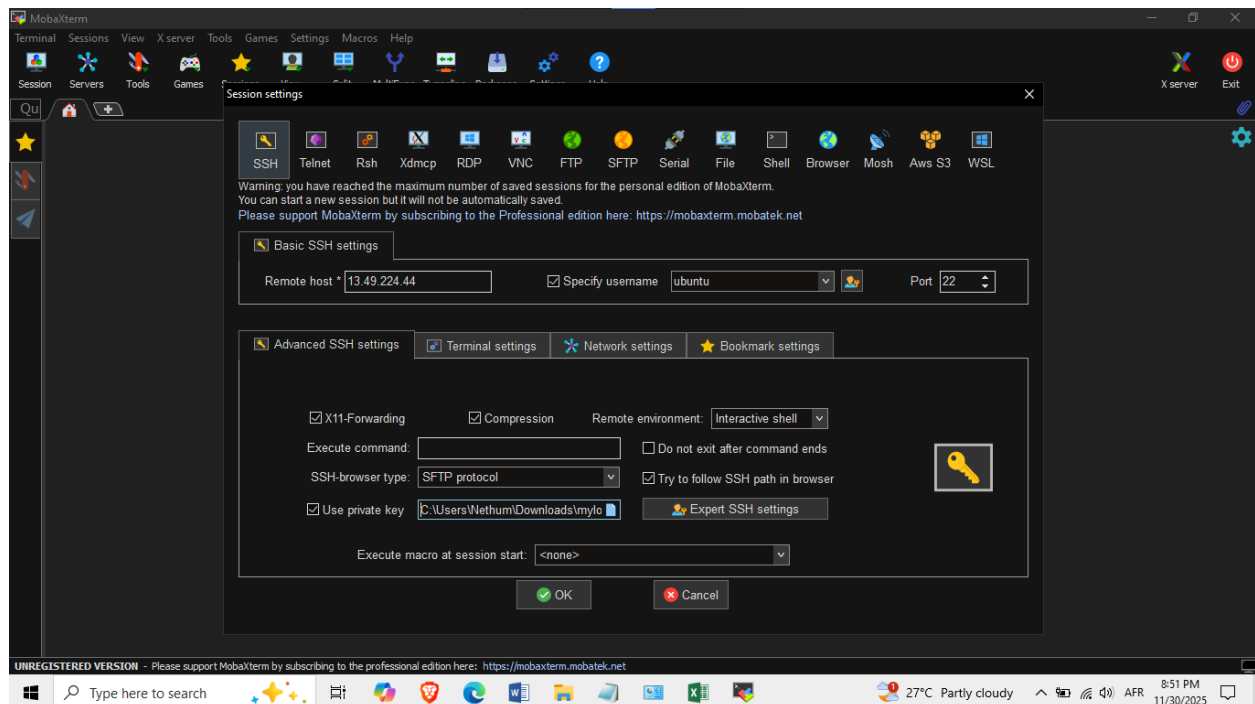 MobaXterm
Terminal Sessions View X server Tools Games Settings Macros Help
Session Servers Tools Games
X server Exit
Session settings
Qu
SSH Telnet Rsh Xdmcp RDP VNC FTP SFTP Serial File Shell Browser Mosh Aws S3 WSL
Warning: you have reached the maximum number of saved sessions for the personal edition of MobaXterm.
You can start a new session but it will not be automatically saved.
Please support MobaXterm by subscribing to the Professional edition here: https://mobaxterm.mobatek.net
Basic SSH settings
Remote host * 13.49.224.44 Specify username ubuntu Port 22
Advanced SSH settings Terminal settings Network settings Bookmark settings
X11-Forwarding Compression Remote environment: Interactive shell
Execute command: Do not exit after command ends
SSH-browser type: SFTP protocol Try to follow SSH path in browser
Use private key C:\Users\Nethum\Downloads\mylo Expert SSH settings
Execute macro at session start: <none>
OK Cancel
UNREGISTERED VERSION - Please support MobaXterm by subscribing to the professional edition here: https://mobaxterm.mobatek.net
Type here to search 27°C Partly cloudy AFR 8:51 PM
11/30/2025